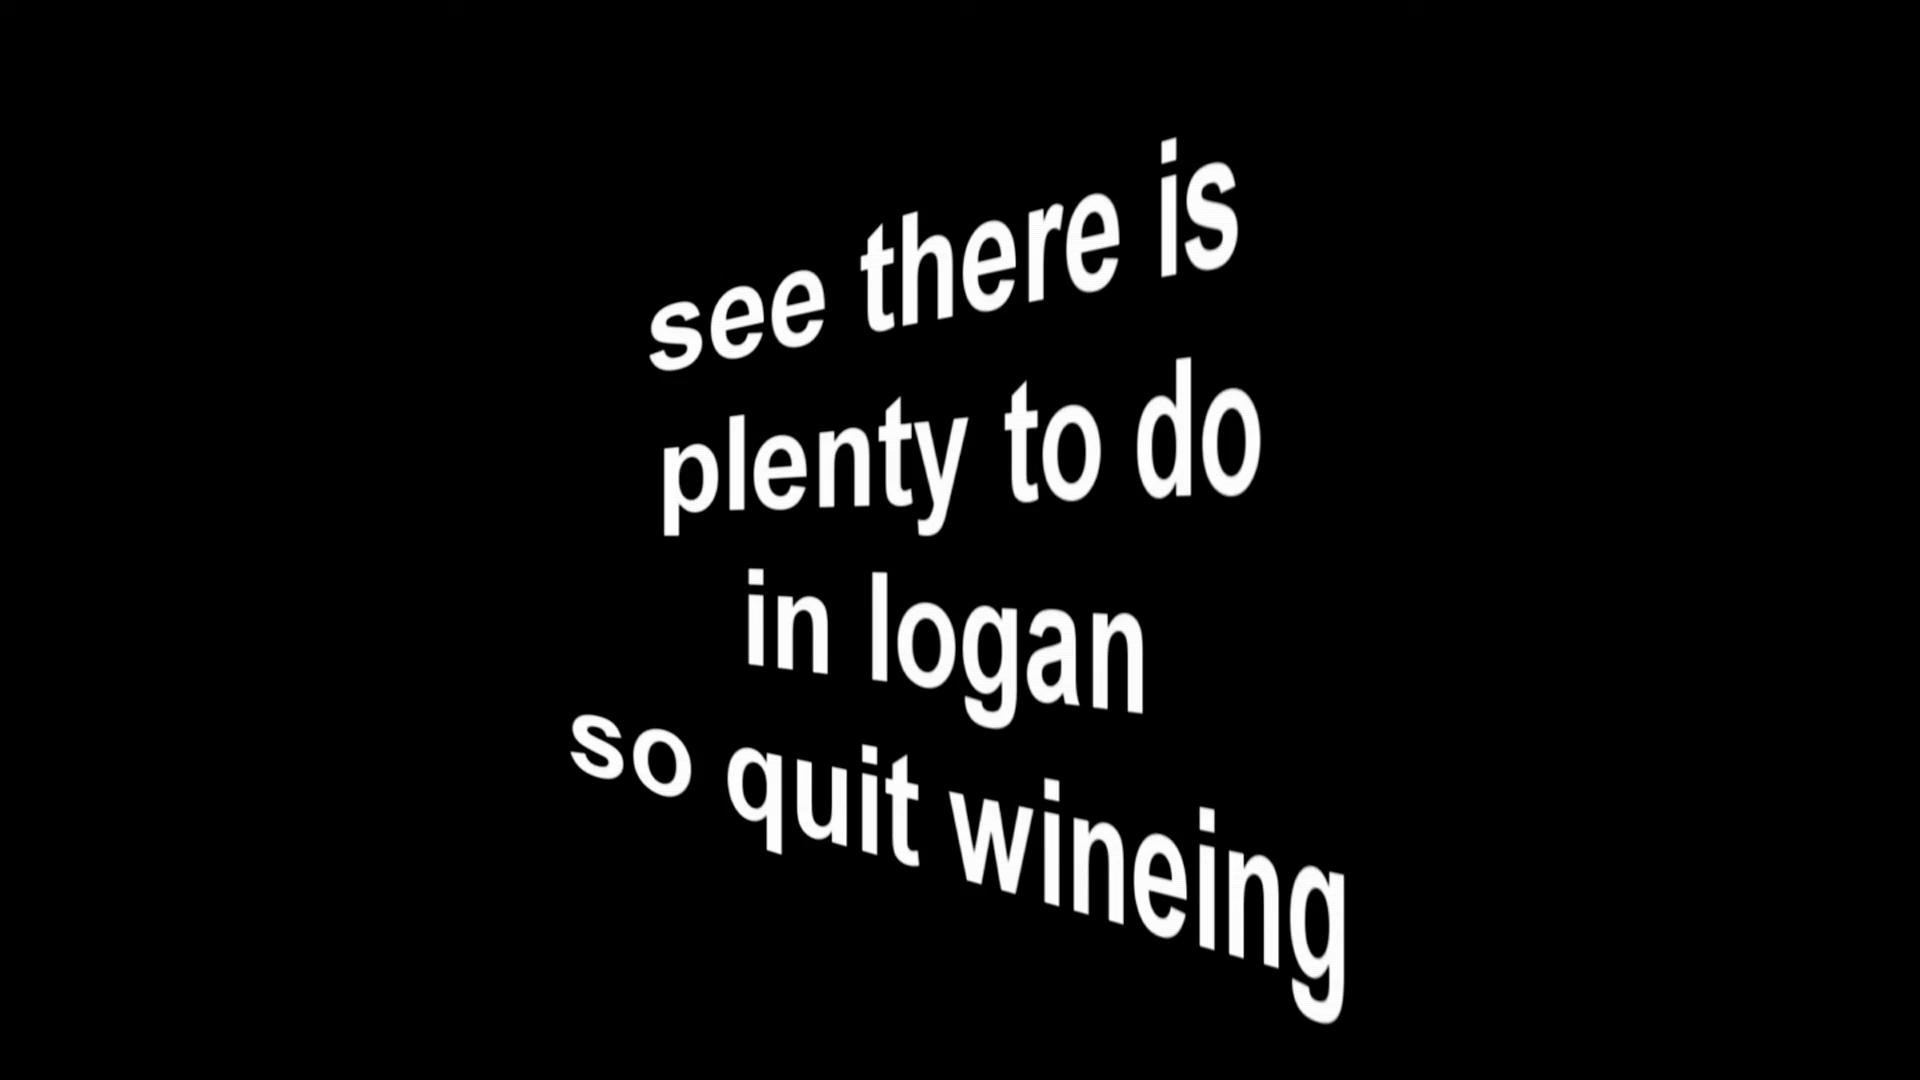 see there is
plenty to do
in logan
so quit wineing